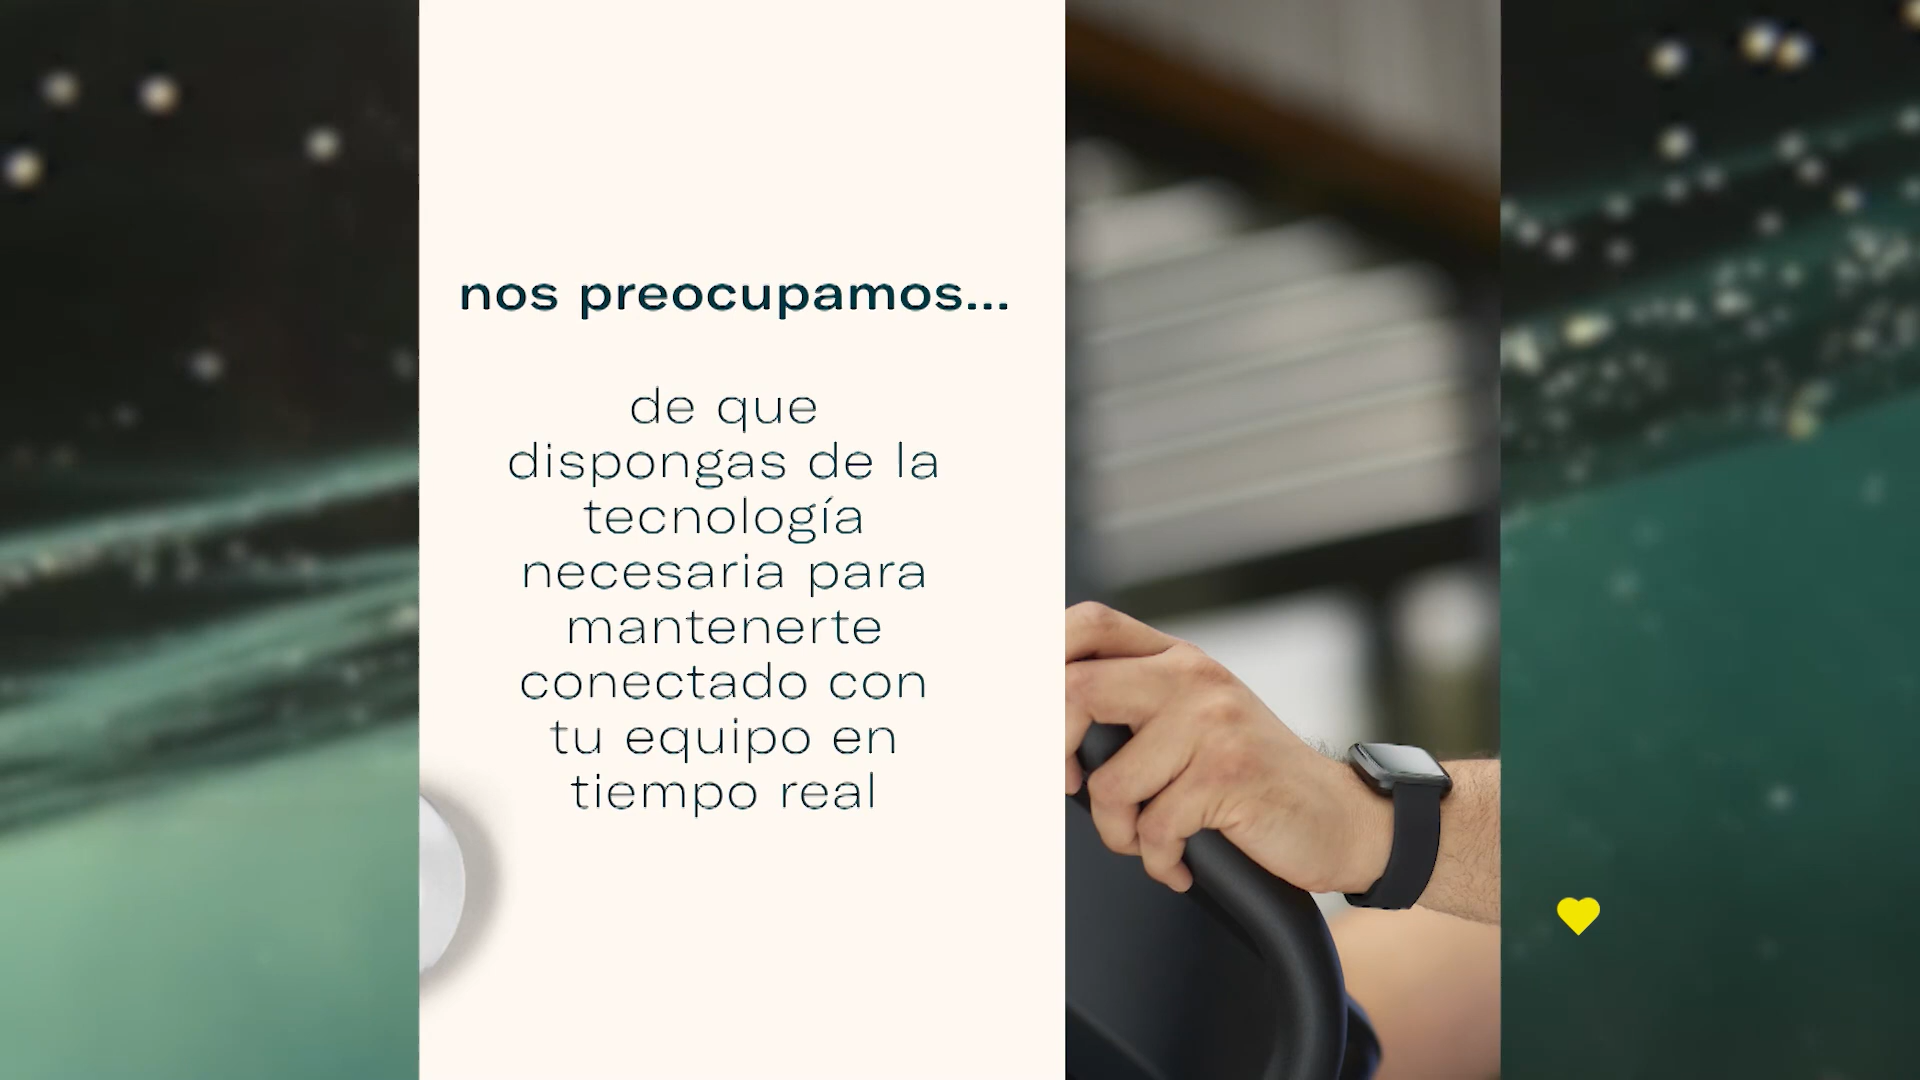 nos preocupamos...
de que
dispongas de la
tecnología
necesaria para
mantenerte
conectado con
tu equipo en
tiempo real